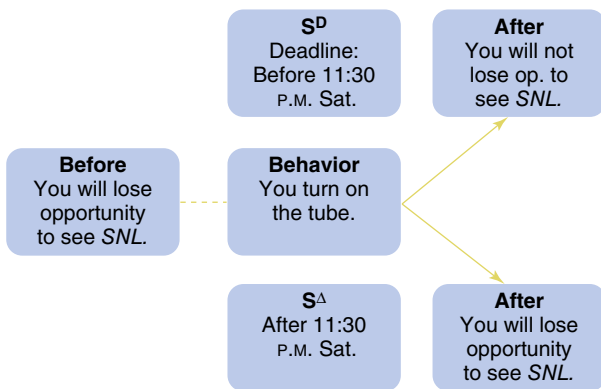 S^D
Deadline:
Before 11:30
P.M. Sat.
After
You will not
lose op. to
see SNL.
Before
You will lose
opportunity
to see SNL.
Behavior
You turn on
the tube.
S^Δ
After 11:30
P.M. Sat.
After
You will lose
opportunity
to see SNL.